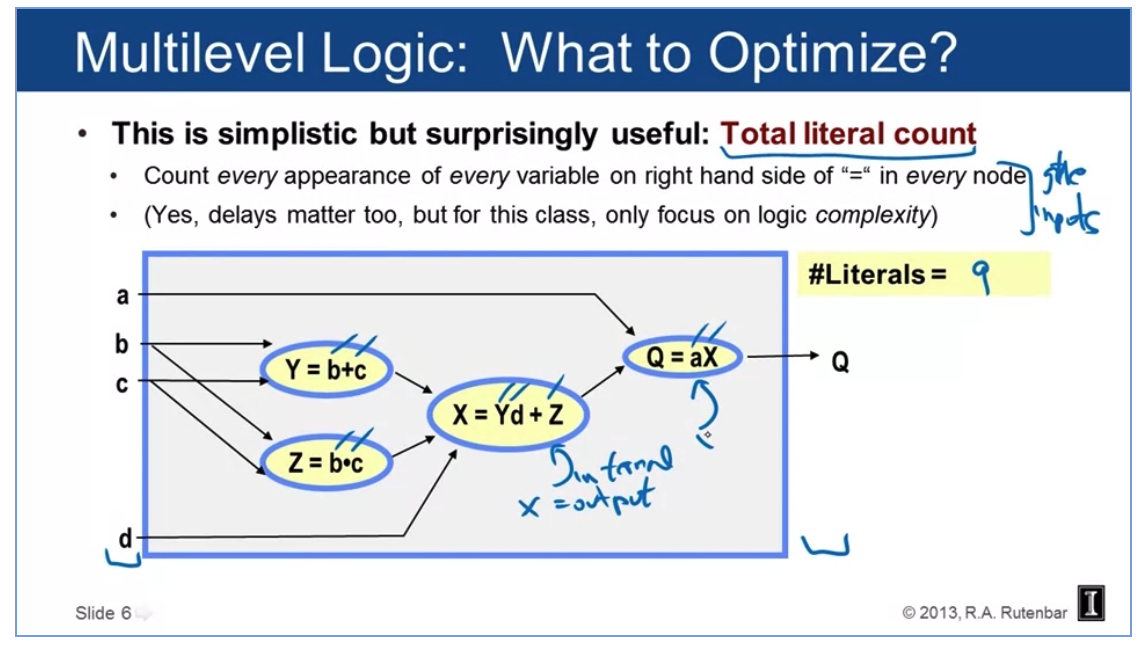 Multilevel Logic: What to Optimize?
• This is simplistic but surprisingly useful: Total literal count
• Count every appearance of every variable on right hand side of “=“ in every node
• (Yes, delays matter too, but for this class, only focus on logic complexity)
the
inputs
#Literals = 9
a
b
c
d
Y = b+c
Z = b•c
X = Yd + Z
Q = aX
Q
internal
X = output
Slide 6
© 2013, R.A. Rutenbar
I